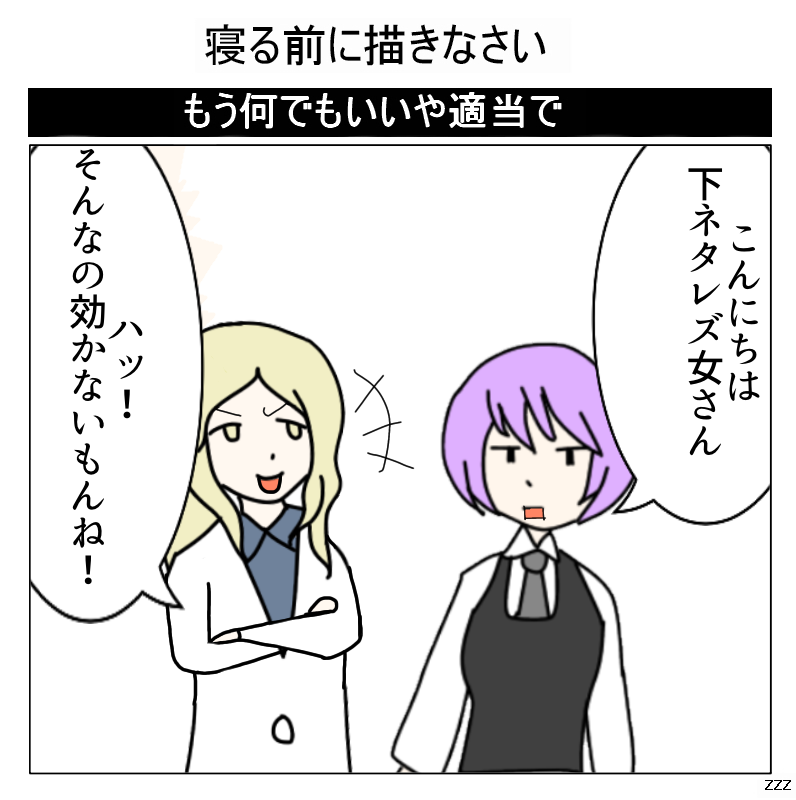 寝る前に描きなさい
もう何でもいいや適当で
こんにちは
下ネタレズ女さん
ハッ！
そんなの効かないもんね！
zzz